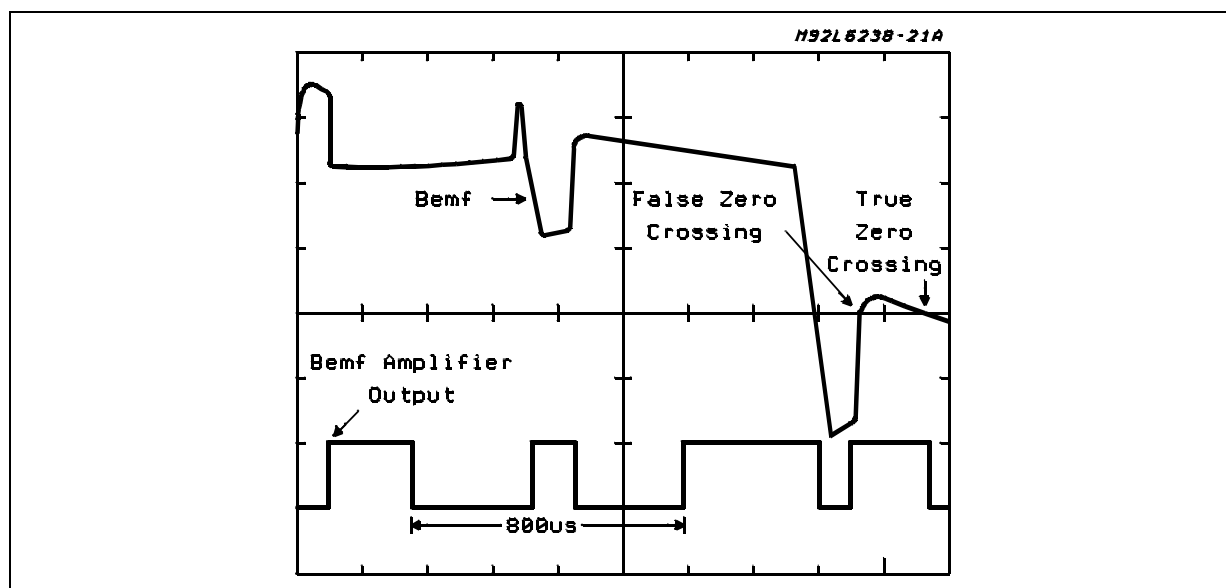 M92L6238-21A
Bemf
False Zero
Crossing
True
Zero
Crossing
Bemf Amplifier
Output
800us